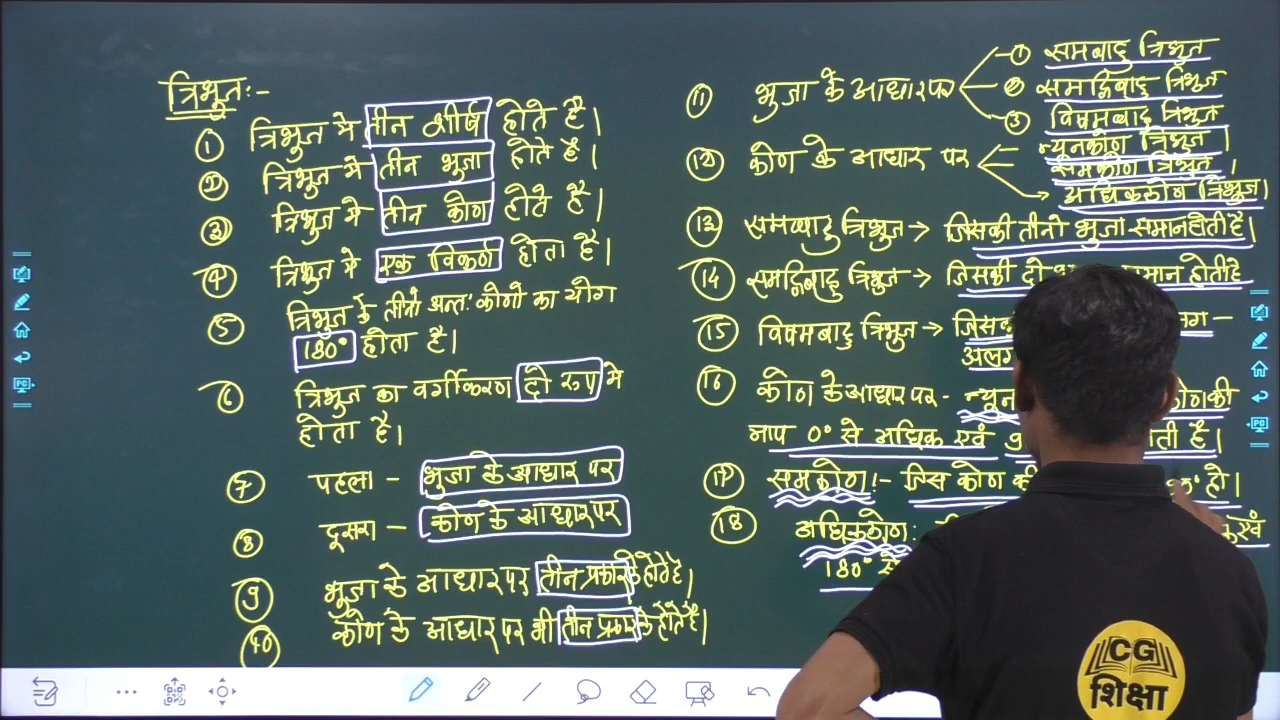 त्रिभुज:-
① त्रिभुज मे तीन शीर्ष होते है।
② त्रिभुज मे तीन भुजा होते है।
③ त्रिभुज मे तीन कोण होते है।
④ त्रिभुज मे एक विकर्ण होता है।
⑤ त्रिभुज के तीनो अन्त: कोणो का योग
180° होता है।
⑥ त्रिभुज का वर्गीकरण दो रूप मे
होता है।
⑦ पहला - भुजा के आधार पर
⑧ दूसरा - कोण के आधार पर
⑨ भुजा के आधार पर तीन प्रकार के होते है।
⑩ कोण के आधार पर भी तीन प्रकार के होते है।
⑪ भुजा के आधार पर
① समबाहु त्रिभुज
② समद्विबाहु त्रिभुज
③ विषमबाहु त्रिभुज
⑫ कोण के आधार पर
न्यूनकोण त्रिभुज।
समकोण त्रिभुज।
अधिककोण त्रिभुज।
⑬ समबाहु त्रिभुज → जिसकी तीनो भुजा समान होती है।
⑭ समद्विबाहु त्रिभुज → जिसकी दो समान होती है
⑮ विषमबाहु त्रिभुज →
अलग
⑯ कोण के आधार पर - कोण की
माप 0° से अधिक एवं है।
⑰ समकोण :- जिस कोण की हो।
⑱ अधिककोण: एवं
180° से
CG
शिक्षा